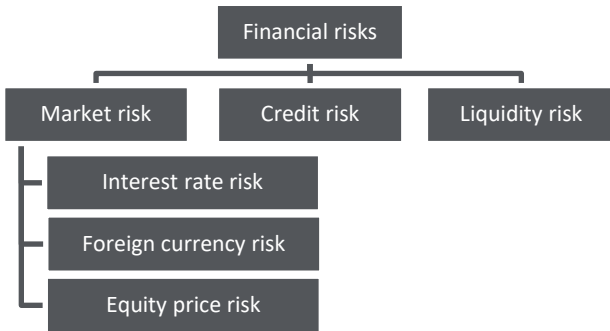 Financial risks
Market risk
Credit risk
Liquidity risk
Interest rate risk
Foreign currency risk
Equity price risk